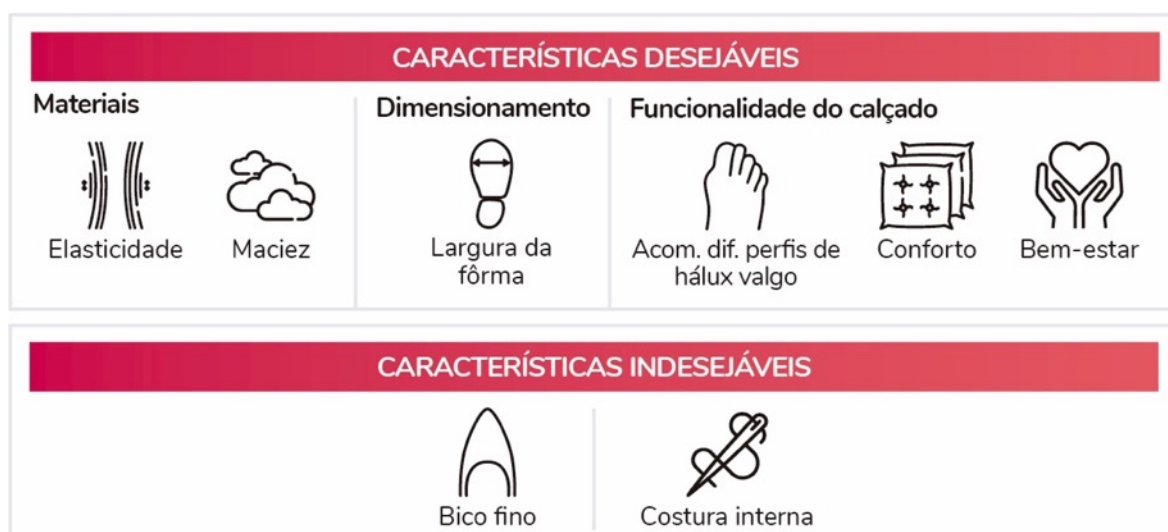 CARACTERÍSTICAS DESEJÁVEIS
Materiais
Elasticidade
Maciez
Dimensionamento
Largura da
fôrma
Funcionalidade do calçado
Acom. dif. perfis de
hálux valgo
Conforto
Bem-estar
CARACTERÍSTICAS INDESEJÁVEIS
Bico fino
Costura interna